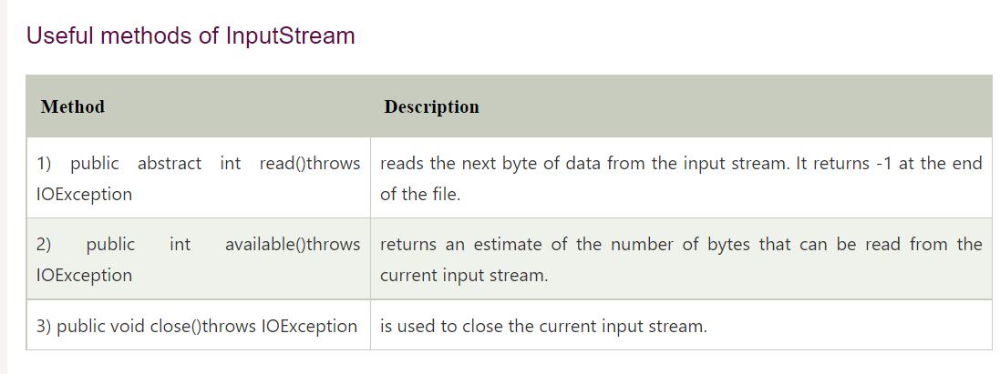 Useful methods of InputStream
Method Description
1) public abstract int read()throws IOException
reads the next byte of data from the input stream. It returns -1 at the end of the file.
2) public int available()throws IOException
returns an estimate of the number of bytes that can be read from the current input stream.
3) public void close()throws IOException
is used to close the current input stream.